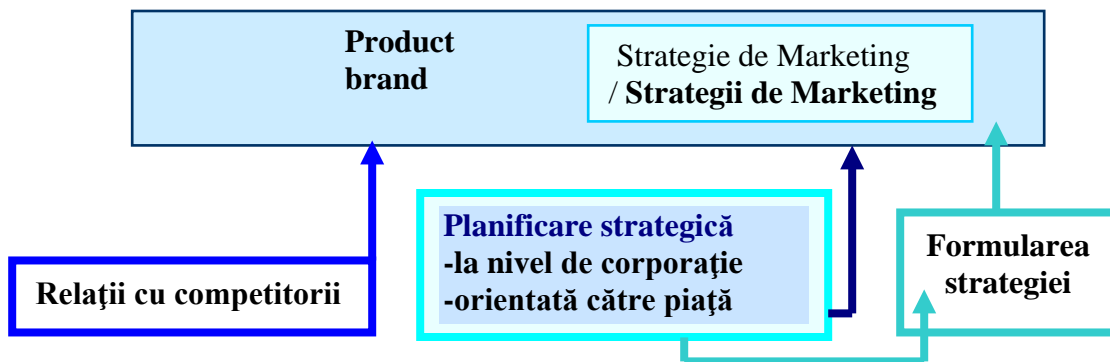 Product
brand
Strategie de Marketing
/ Strategii de Marketing
Planificare strategică
-la nivel de corporaţie
-orientată către piaţă
Formularea
strategiei
Relaţii cu competitorii